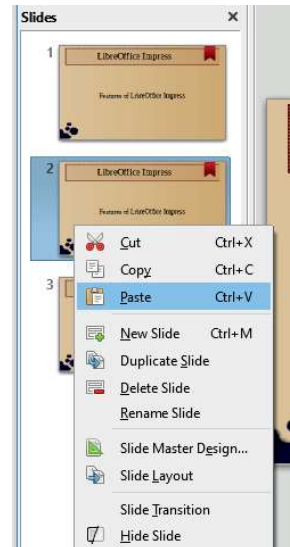 Slides ×
1
LibreOffice Impress
Features of LibreOffice Impress
2
LibreOffice Impress
Features of LibreOffice Impress
3
Cut Ctrl+X
Copy Ctrl+C
Paste Ctrl+V
New Slide Ctrl+M
Duplicate Slide
Delete Slide
Rename Slide
Slide Master Design...
Slide Layout
Slide Transition
Hide Slide